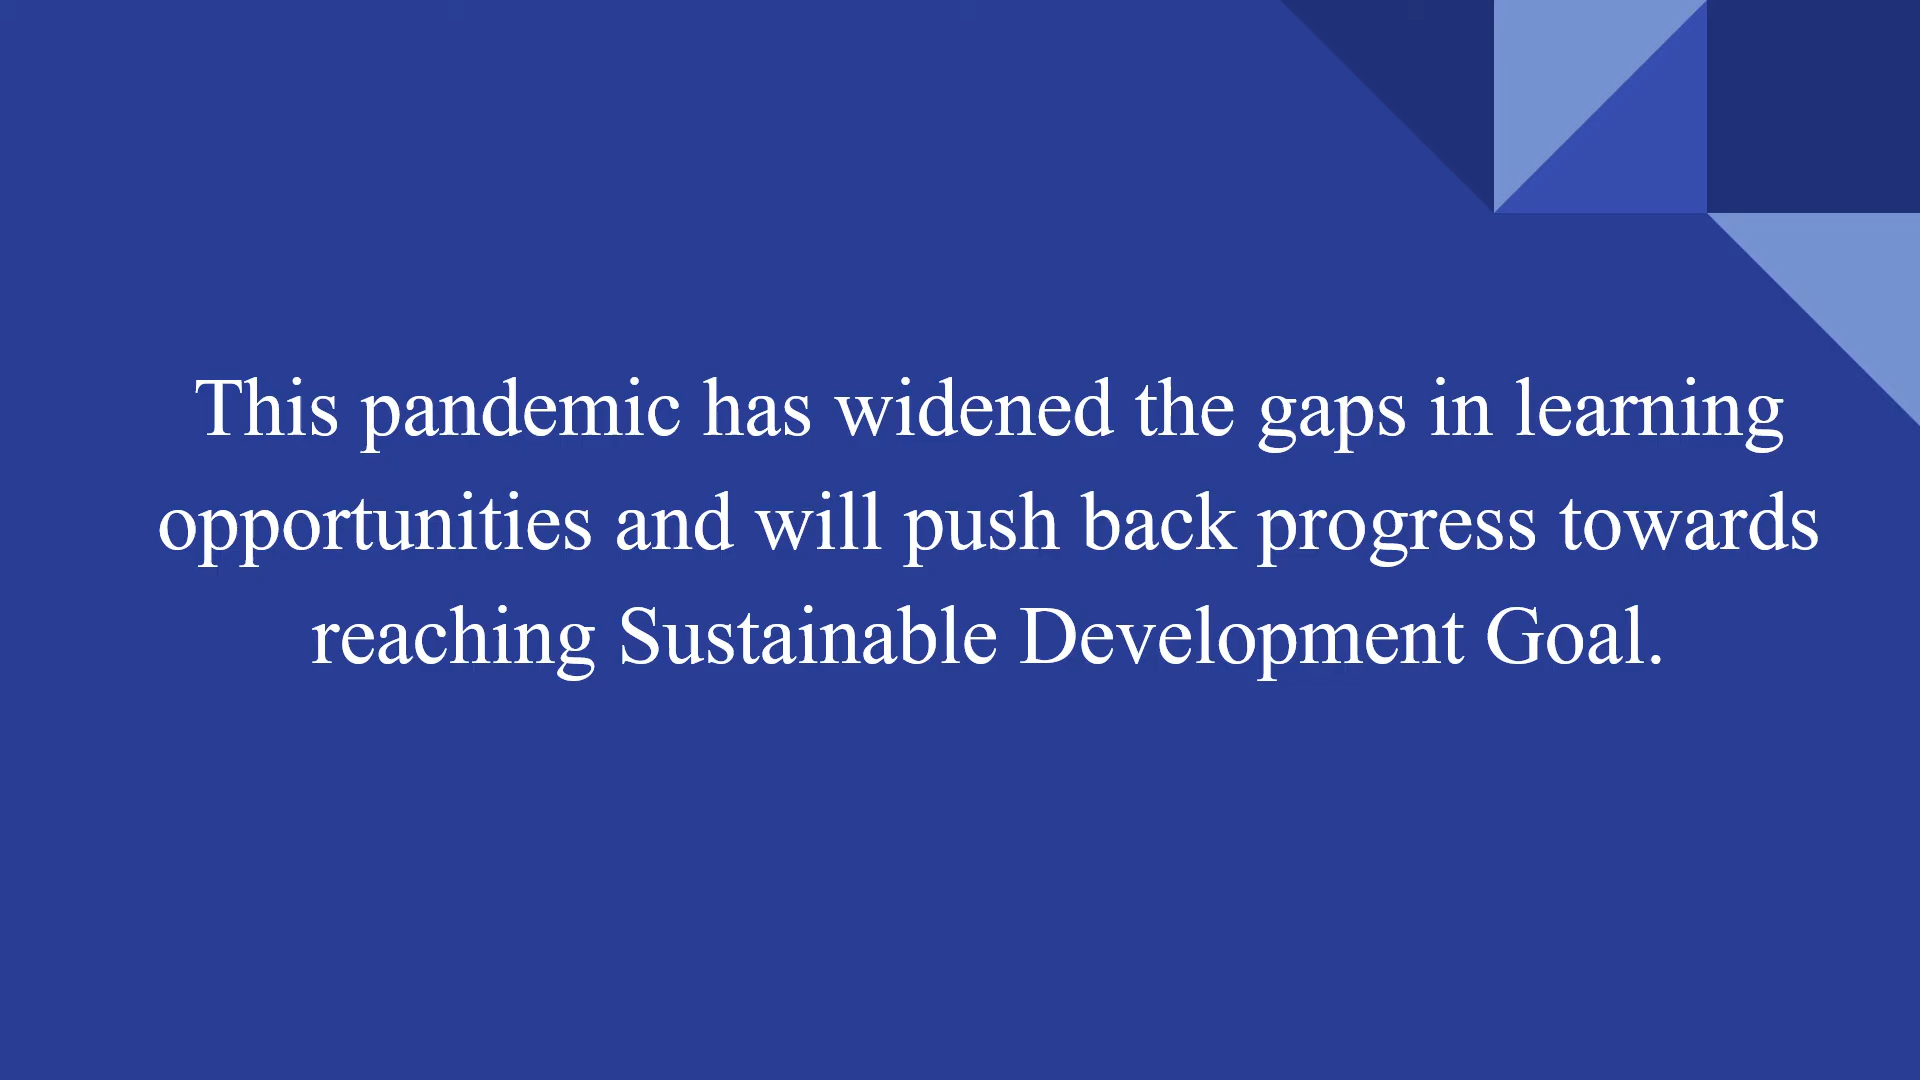 This pandemic has widened the gaps in learning
opportunities and will push back progress towards
reaching Sustainable Development Goal.